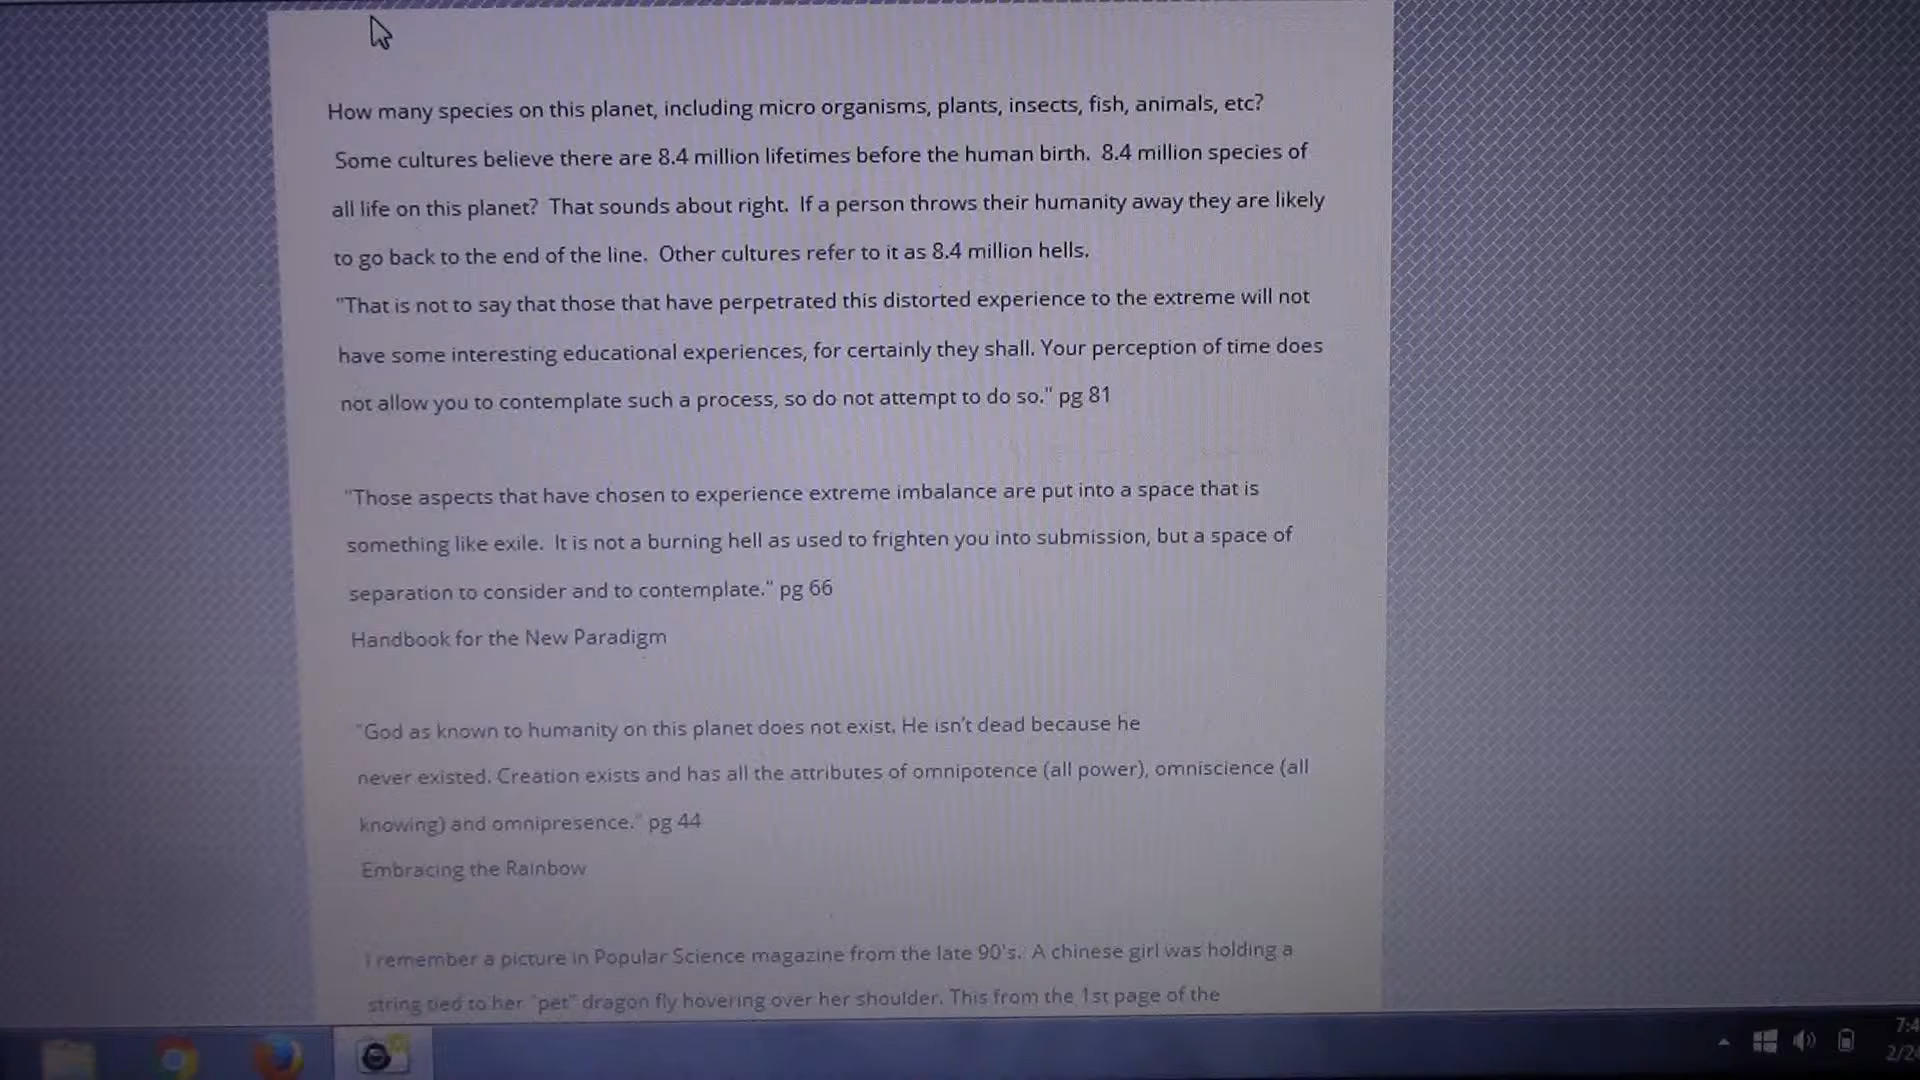 How many species on this planet, including micro organisms, plants, insects, fish, animals, etc?
Some cultures believe there are 8.4 million lifetimes before the human birth.  8.4 million species of
all life on this planet?  That sounds about right.  If a person throws their humanity away they are likely
to go back to the end of the line.  Other cultures refer to it as 8.4 million hells.
"That is not to say that those that have perpetrated this distorted experience to the extreme will not
have some interesting educational experiences, for certainly they shall. Your perception of time does
not allow you to contemplate such a process, so do not attempt to do so." pg 81
"Those aspects that have chosen to experience extreme imbalance are put into a space that is
something like exile.  It is not a burning hell as used to frighten you into submission, but a space of
separation to consider and to contemplate." pg 66
Handbook for the New Paradigm
"God as known to humanity on this planet does not exist. He isn't dead because he
never existed. Creation exists and has all the attributes of omnipotence (all power), omniscience (all
knowing) and omnipresence." pg 44
Embracing the Rainbow
I remember a picture in Popular Science magazine from the late 90's.  A chinese girl was holding a
string tied to her "pet" dragon fly hovering over her shoulder. This from the 1st page of the